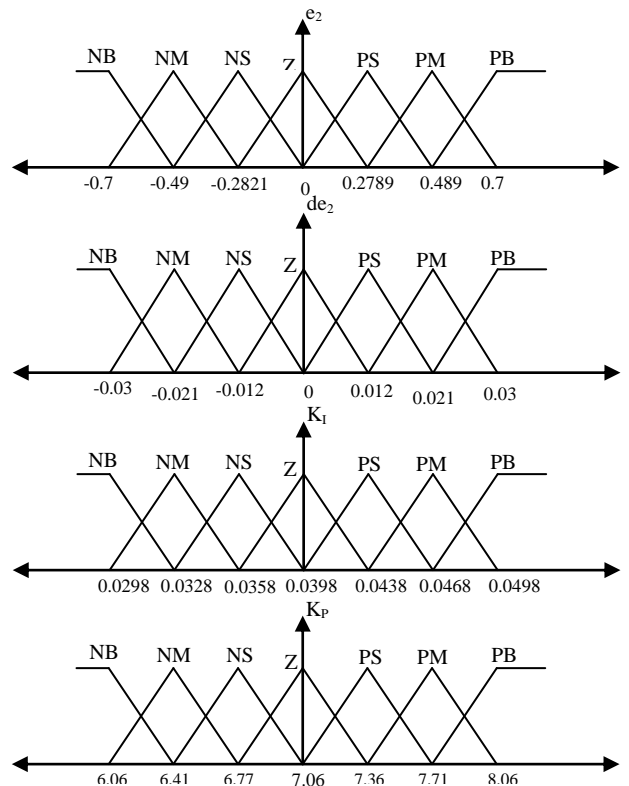 e₂
NB NM NS Z PS PM PB
-0.7 -0.49 -0.2821 0 0.2789 0.489 0.7
de₂
NB NM NS Z PS PM PB
-0.03 -0.021 -0.012 0 0.012 0.021 0.03
K_I
NB NM NS Z PS PM PB
0.0298 0.0328 0.0358 0.0398 0.0438 0.0468 0.0498
K_P
NB NM NS Z PS PM PB
6.06 6.41 6.77 7.06 7.36 7.71 8.06